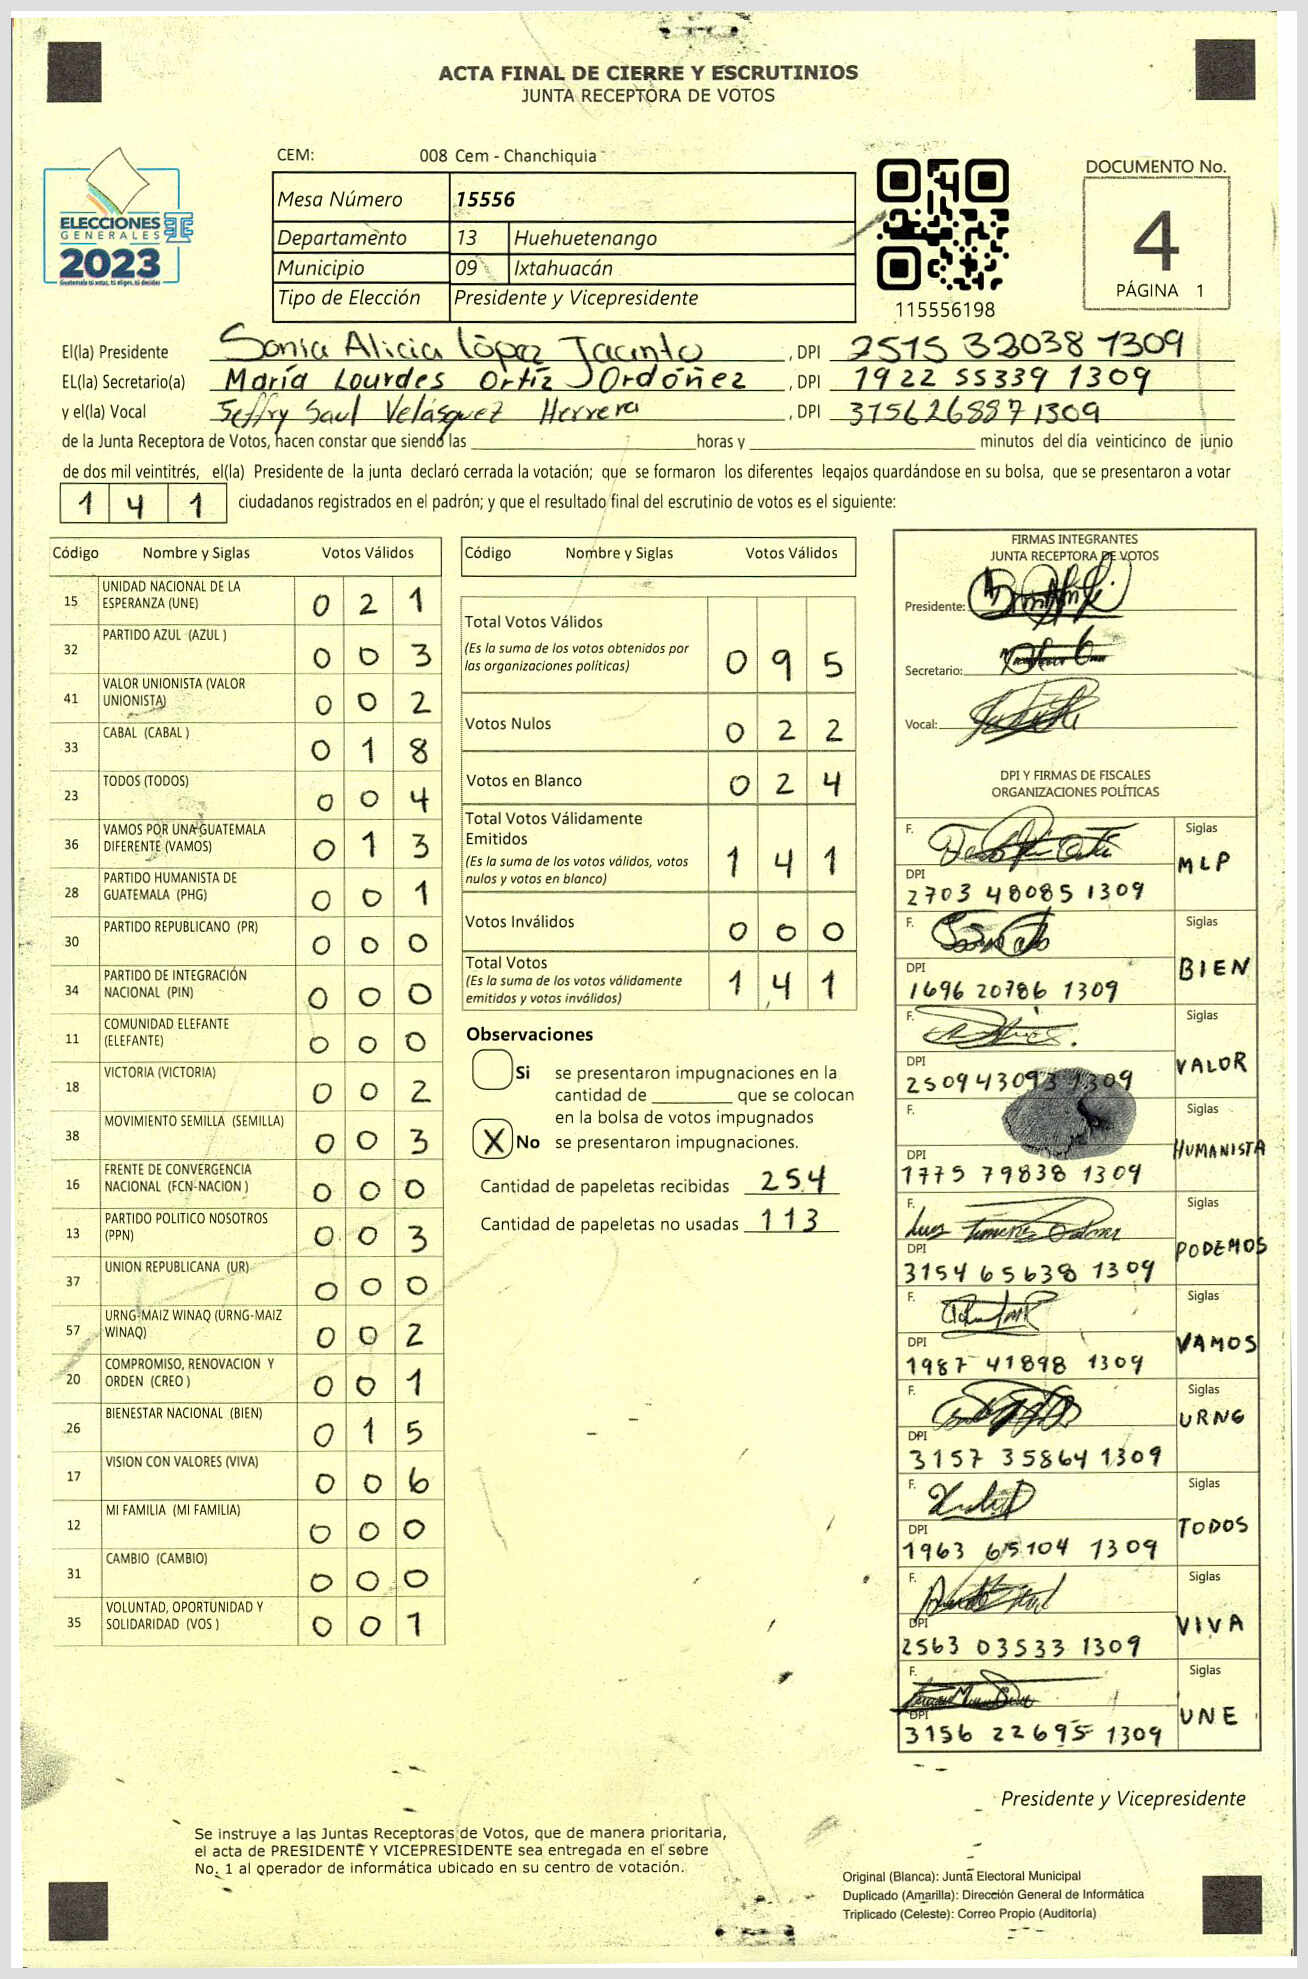 ACTA FINAL DE CIERRE Y ESCRUTINIOS
JUNTA RECEPTORA DE VOTOS
CEM: 008 Cem - Chanchiquia
ELECCIONES
GENERALES
2023
Guatemala tú votas, tú eliges, tú decides
Mesa Número 15556
Departamento 13 Huehuetenango
Municipio 09 Ixtahuacán
Tipo de Elección Presidente y Vicepresidente
115556198
DOCUMENTO No.
4
PÁGINA 1
El(la) Presidente Sonia Alicia López Jacinto , DPI 2515 32038 1309
EL(la) Secretario(a) María Lourdes Ortíz Ordóñez , DPI 1922 55339 1309
y el(la) Vocal Jeffry Saul Velásquez Herrera , DPI 315626887 1309
de la Junta Receptora de Votos, hacen constar que siendo las horas y minutos del día veinticinco de junio
de dos mil veintitrés, el(la) Presidente de la junta declaró cerrada la votación; que se formaron los diferentes legajos quardándose en su bolsa, que se presentaron a votar
1 4 1 ciudadanos registrados en el padrón; y que el resultado final del escrutinio de votos es el siguiente:
Código Nombre y Siglas Votos Válidos
15 UNIDAD NACIONAL DE LA
ESPERANZA (UNE) 0 2 1
32 PARTIDO AZUL (AZUL ) 0 0 3
41 VALOR UNIONISTA (VALOR
UNIONISTA) 0 0 2
33 CABAL (CABAL ) 0 1 8
23 TODOS (TODOS) 0 0 4
36 VAMOS POR UNA GUATEMALA
DIFERENTE (VAMOS) 0 1 3
28 PARTIDO HUMANISTA DE
GUATEMALA (PHG) 0 0 1
30 PARTIDO REPUBLICANO (PR) 0 0 0
34 PARTIDO DE INTEGRACIÓN
NACIONAL (PIN) 0 0 0
11 COMUNIDAD ELEFANTE
(ELEFANTE) 0 0 0
18 VICTORIA (VICTORIA) 0 0 2
38 MOVIMIENTO SEMILLA (SEMILLA) 0 0 3
16 FRENTE DE CONVERGENCIA
NACIONAL (FCN-NACION ) 0 0 0
13 PARTIDO POLITICO NOSOTROS
(PPN) 0 0 3
37 UNION REPUBLICANA (UR) 0 0 0
57 URNG-MAIZ WINAQ (URNG-MAIZ
WINAQ) 0 0 2
20 COMPROMISO, RENOVACION Y
ORDEN (CREO ) 0 0 1
26 BIENESTAR NACIONAL (BIEN) 0 1 5
17 VISION CON VALORES (VIVA) 0 0 6
12 MI FAMILIA (MI FAMILIA) 0 0 0
31 CAMBIO (CAMBIO) 0 0 0
35 VOLUNTAD, OPORTUNIDAD Y
SOLIDARIDAD (VOS ) 0 0 1
Código Nombre y Siglas Votos Válidos
Total Votos Válidos
(Es la suma de los votos obtenidos por
las organizaciones políticas) 0 9 5
Votos Nulos 0 2 2
Votos en Blanco 0 2 4
Total Votos Válidamente
Emitidos
(Es la suma de los votos válidos, votos
nulos y votos en blanco) 1 4 1
Votos Inválidos 0 0 0
Total Votos
(Es la suma de los votos válidamente
emitidos y votos inválidos) 1 4 1
Observaciones
Si se presentaron impugnaciones en la
cantidad de que se colocan
en la bolsa de votos impugnados
X No se presentaron impugnaciones.
Cantidad de papeletas recibidas 254
Cantidad de papeletas no usadas 113
FIRMAS INTEGRANTES
JUNTA RECEPTORA DE VOTOS
Presidente:
Secretario:
Vocal:
DPI Y FIRMAS DE FISCALES
ORGANIZACIONES POLÍTICAS
F. Siglas
MLP
DPI
2703 48085 1309
F. Siglas
BIEN
DPI
1696 20786 1309
F. Siglas
VALOR
DPI
250943093 1309
F. Siglas
HUMANISTA
DPI
1775 79838 1309
F. Siglas
PODEMOS
DPI
3154 65638 1309
F. Siglas
VAMOS
DPI
1987 41898 1309
F. Siglas
URNG
DPI
3157 35864 1309
F. Siglas
TODOS
DPI
1963 65104 1309
F. Siglas
VIVA
DPI
2563 03533 1309
F. Siglas
UNE
DPI
3156 22695 1309
Presidente y Vicepresidente
Se instruye a las Juntas Receptoras de Votos, que de manera prioritaria,
el acta de PRESIDENTE Y VICEPRESIDENTE sea entregada en el sobre
No. 1 al operador de informática ubicado en su centro de votación.
Original (Blanca): Junta Electoral Municipal
Duplicado (Amarilla): Dirección General de Informática
Triplicado (Celeste): Correo Propio (Auditoría)